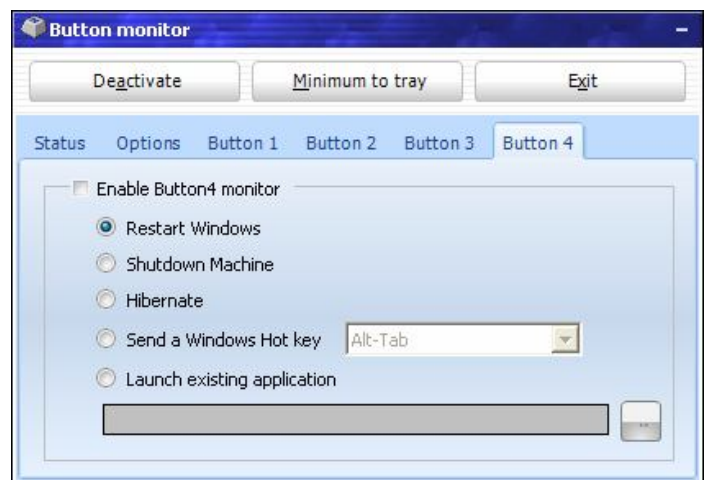 Button monitor
Deactivate Minimum to tray Exit
Status Options Button 1 Button 2 Button 3 Button 4
Enable Button4 monitor
Restart Windows
Shutdown Machine
Hibernate
Send a Windows Hot key Alt-Tab
Launch existing application
...